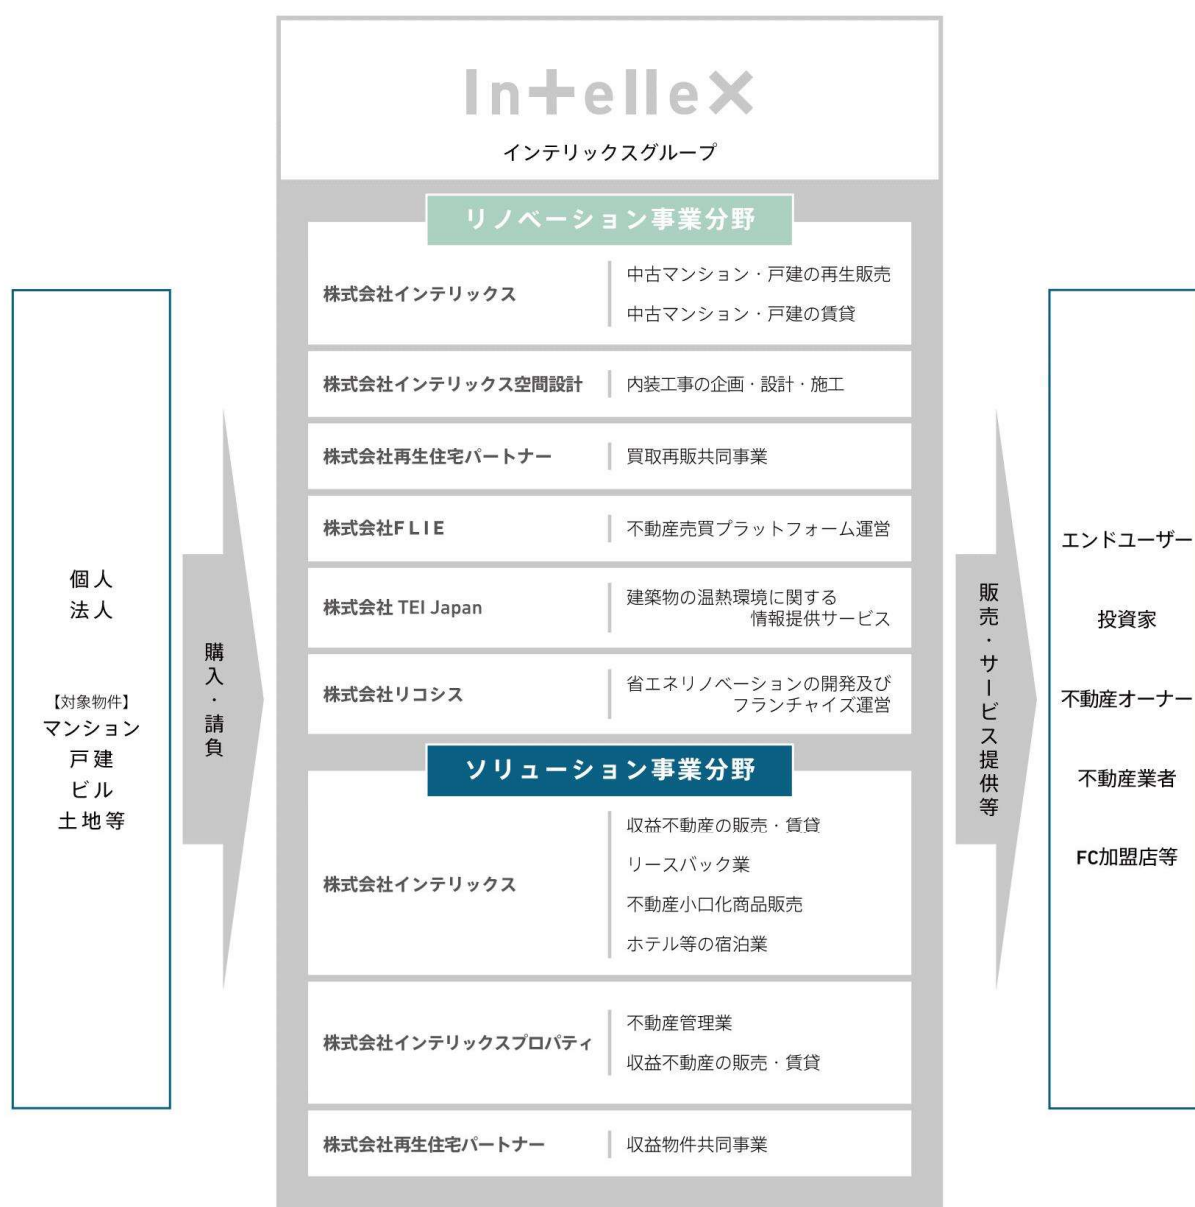 Intellex
インテリックスグループ
リノベーション事業分野
株式会社インテリックス
中古マンション・戸建の再生販売
中古マンション・戸建の賃貸
株式会社インテリックス空間設計
内装工事の企画・設計・施工
株式会社再生住宅パートナー
買取再販共同事業
株式会社FLIE
不動産売買プラットフォーム運営
株式会社 TEI Japan
建築物の温熱環境に関する
情報提供サービス
株式会社リコシス
省エネリノベーションの開発及び
フランチャイズ運営
ソリューション事業分野
株式会社インテリックス
収益不動産の販売・賃貸
リースバック業
不動産小口化商品販売
ホテル等の宿泊業
株式会社インテリックスプロパティ
不動産管理業
収益不動産の販売・賃貸
株式会社再生住宅パートナー
収益物件共同事業
個人
法人
【対象物件】
マンション
戸建
ビル
土地等
購入・請負
販売・サービス提供等
エンドユーザー
投資家
不動産オーナー
不動産業者
FC加盟店等